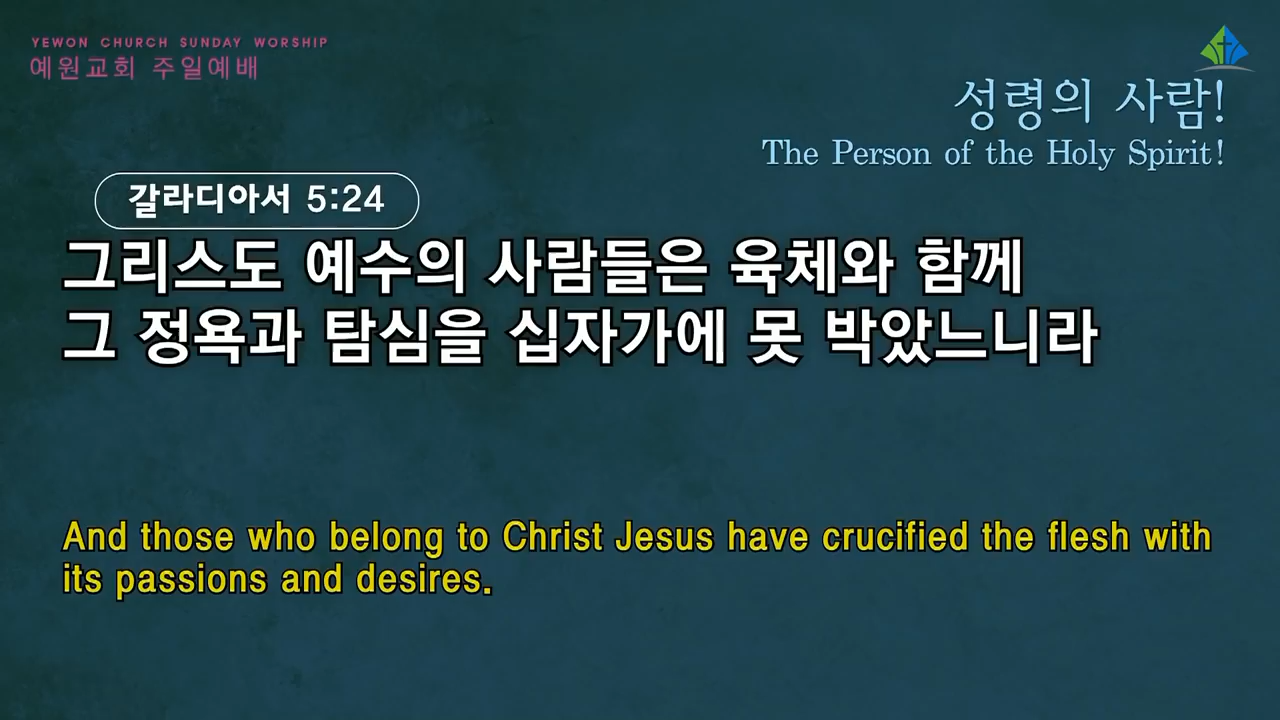 YEWON CHURCH SUNDAY WORSHIP
예원교회 주일예배
성령의 사람!
The Person of the Holy Spirit!
갈라디아서 5:24
그리스도 예수의 사람들은 육체와 함께
그 정욕과 탐심을 십자가에 못 박았느니라
And those who belong to Christ Jesus have crucified the flesh with
its passions and desires.